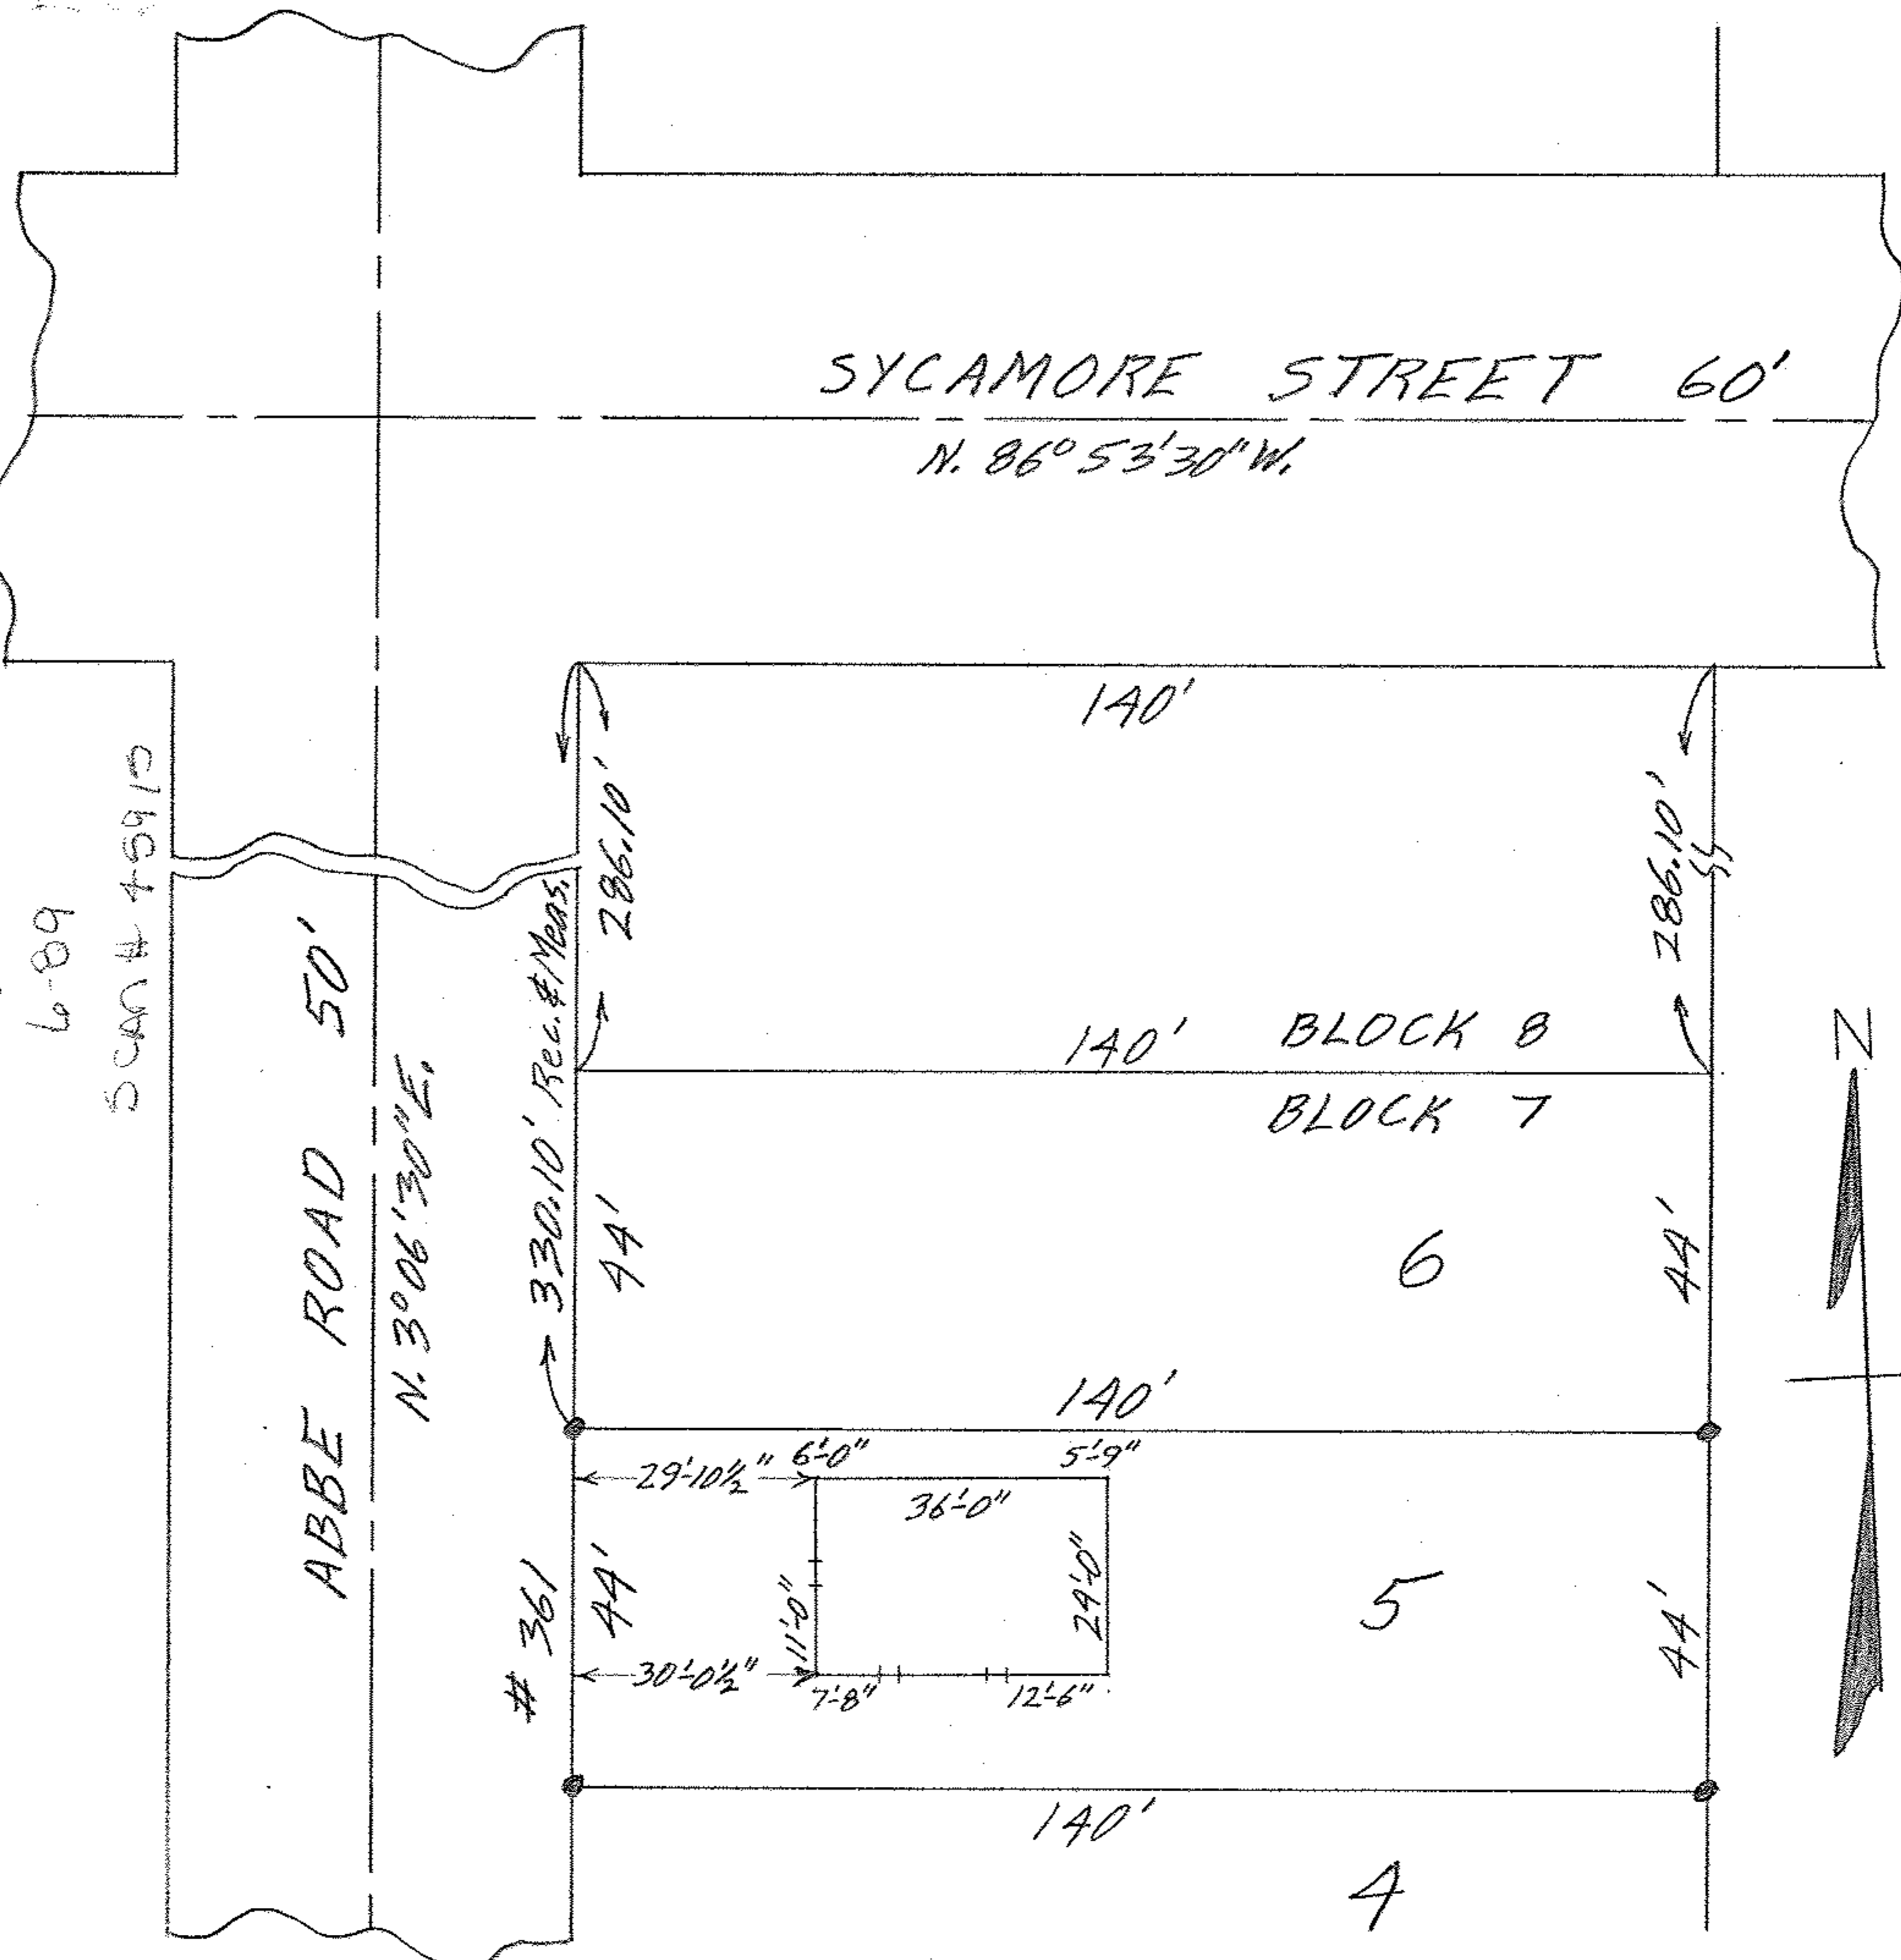 SYCAMORE STREET 60'
N. 86° 53' 30" W.
140'
286.10'
286.10'
6-89
SCAN # 45910
ABBE ROAD 50'
N. 3° 06' 30" E.
330.10' Rec. & Meas.
140' BLOCK 8
BLOCK 7
N
44'
6
44'
140'
29'-10½"
6'-0"
5'-9"
36'-0"
# 361
44'
11'-0"
24'-0"
5
44'
30'-0½"
7'-8"
12'-6"
140'
4